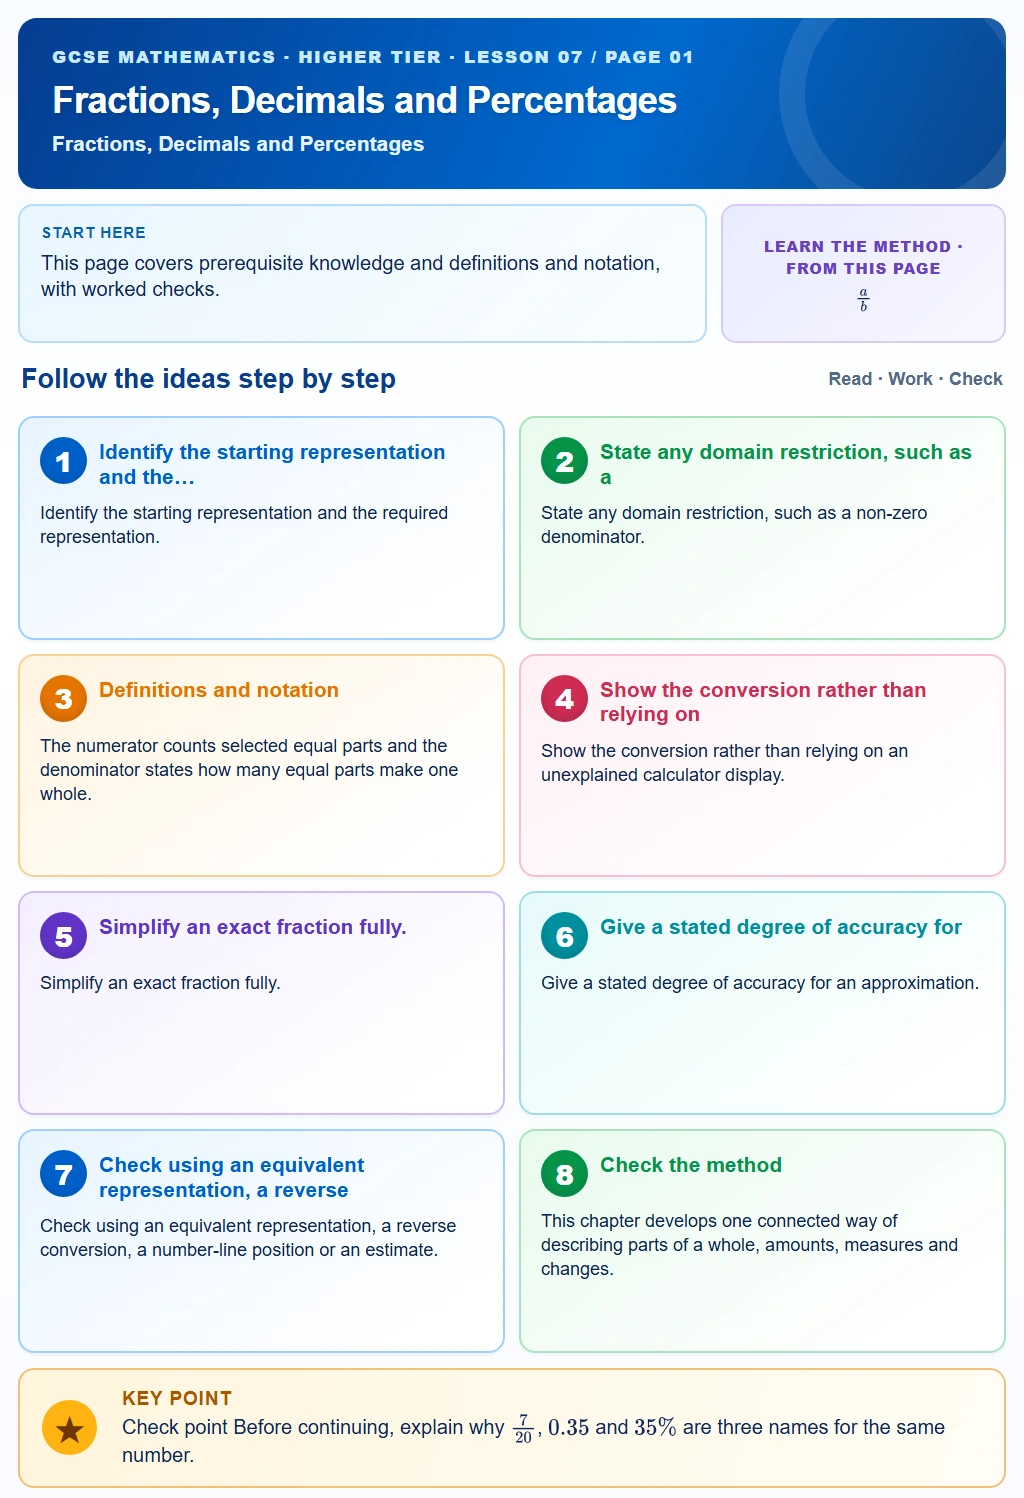 GCSE MATHEMATICS · HIGHER TIER · LESSON 07 / PAGE 01
Fractions, Decimals and Percentages
Fractions, Decimals and Percentages
START HERE
This page covers prerequisite knowledge and definitions and notation,
with worked checks.
LEARN THE METHOD ·
FROM THIS PAGE
a/b
Follow the ideas step by step
Read · Work · Check
1
Identify the starting representation
and the…
Identify the starting representation and the required
representation.
2
State any domain restriction, such as
a
State any domain restriction, such as a non-zero
denominator.
3
Definitions and notation
The numerator counts selected equal parts and the
denominator states how many equal parts make one
whole.
4
Show the conversion rather than
relying on
Show the conversion rather than relying on an
unexplained calculator display.
5
Simplify an exact fraction fully.
Simplify an exact fraction fully.
6
Give a stated degree of accuracy for
Give a stated degree of accuracy for an approximation.
7
Check using an equivalent
representation, a reverse
Check using an equivalent representation, a reverse
conversion, a number-line position or an estimate.
8
Check the method
This chapter develops one connected way of
describing parts of a whole, amounts, measures and
changes.
KEY POINT
Check point Before continuing, explain why 7/20, 0.35 and 35% are three names for the same
number.